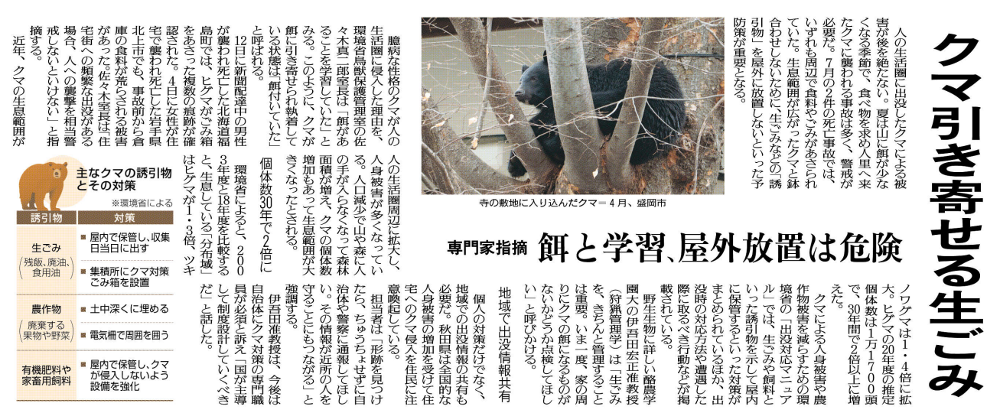 クマ引き寄せる生ごみ
専門家指摘 餌と学習、屋外放置は危険
人の生活圏に出没したクマによる被
害が後を絶たない。夏は山に餌が少な
くなる季節で、食べ物を求め人里へ来
たクマに襲われる事故は多く、警戒が
必要だ。7月の2件の死亡事故では、
いずれも周辺で食料やごみがあさられ
ていた。生息範囲が広がったクマと鉢
合わせしないために、生ごみなどの「誘
引物」を屋外に放置しないといった予
防策が重要となる。
寺の敷地に入り込んだクマ=4月、盛岡市
臆病な性格のクマが人の
生活圏に侵入した理由を、
環境省鳥獣保護管理室の佐
々木真二郎室長は「餌があ
ることを学習していた」と
みる。このように、クマが
餌に引き寄せられ執着して
いる状態は「餌付いていた」
と呼ばれる。
12日に新聞配達中の男性
が襲われ死亡した北海道福
島町では、ヒグマがごみ箱
をあさった複数の痕跡が確
認された。4日に女性が住
宅で襲われ死亡した岩手県
北上市でも、事故前から倉
庫の食料が荒らされる被害
があった。佐々木室長は「住
宅街への頻繁な出没がある
場合、人への襲撃を相当警
戒しないといけない」と指
摘する。
近年、クマの生息範囲が
人の生活圏周辺に拡大し、
人身被害が多くなってい
る。人口減少で山や森に人
の手が入らなくなって森林
面積が増え、クマの個体数
増加もあって生息範囲が大
きくなったとされる。
個体数30年で2倍に
環境省によると、200
3年度と18年度を比較する
と、生息している「分布域」
はヒグマが1・3倍、ツキ
ノワグマは1・4倍に拡
大。ヒグマの20年度の推定
個体数は1万1700頭
で、30年間で2倍以上に増
えた。
クマによる人身被害や農
作物被害を減らすための環
境省の「出没対応マニュア
ル」では、生ごみや飼料と
いった誘引物を示して屋内
に保管するといった対策が
まとめられているほか、出
没時の対応方法や遭遇した
際に取るべき行動などが掲
載されている。
野生生物に詳しい酪農学
園大の伊吾田宏正准教授
(狩猟管理学)は「生ごみ
を、きちんと管理すること
は重要。いま一度、家の周
りにクマの餌になるものが
ないかどうか点検してほし
い」と呼びかける。
地域で出没情報共有
個人の対策だけでなく、
地域での出没情報の共有も
必要だ。秋田県は全国的な
人身被害の増加を受けて住
宅へのクマ侵入を住民に注
意喚起している。
担当者は「形跡を見つけ
たら、ちゅうちょせずに自
治体や警察に通報してほし
い。その情報が近所の人を
守ることにもつながる」と
強調する。
伊吾田准教授は、今後は
自治体にクマ対策の専門職
員が必須と訴え「国が主導
して制度設計していくべき
だ」と話した。
主なクマの誘引物
とその対策
※環境省による
誘引物 対策
生ごみ
(残飯、廃油、
食用油)
■屋内で保管し、収集
日当日に出す
■集積所にクマ対策
ごみ箱を設置
農作物
(廃棄する
果物や野菜)
■土中深くに埋める
■電気柵で周囲を囲う
有機肥料や
家畜用飼料
■屋内で保管し、クマ
が侵入しないよう
設備を強化